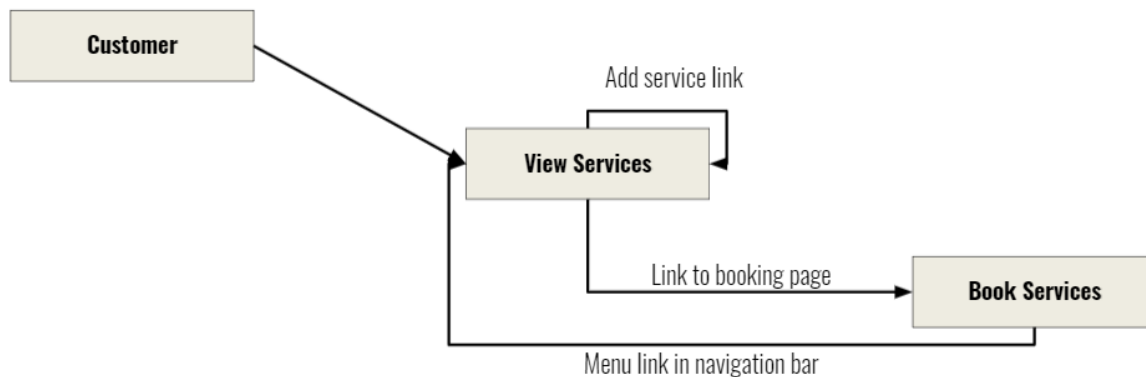 Customer
Add service link
View Services
Link to booking page
Book Services
Menu link in navigation bar